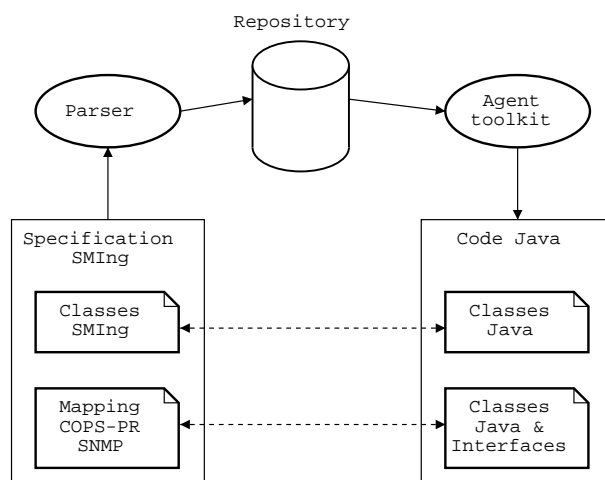 Repository
Parser
Agent
toolkit
Specification
SMIng
Classes
SMIng
Mapping
COPS-PR
SNMP
Code Java
Classes
Java
Classes
Java &
Interfaces